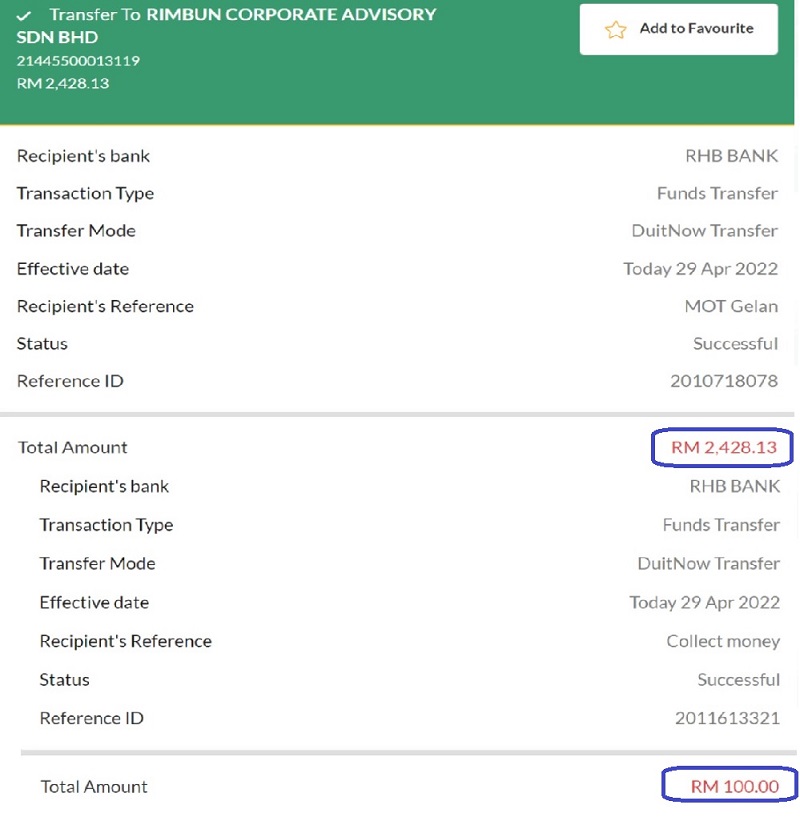 Transfer To RIMBUN CORPORATE ADVISORY
SDN BHD
21445500013119
RM 2,428.13
Add to Favourite
Recipient's bank RHB BANK
Transaction Type Funds Transfer
Transfer Mode DuitNow Transfer
Effective date Today 29 Apr 2022
Recipient's Reference MOT Gelan
Status Successful
Reference ID 2010718078
Total Amount RM 2,428.13
Recipient's bank RHB BANK
Transaction Type Funds Transfer
Transfer Mode DuitNow Transfer
Effective date Today 29 Apr 2022
Recipient's Reference Collect money
Status Successful
Reference ID 2011613321
Total Amount RM 100.00